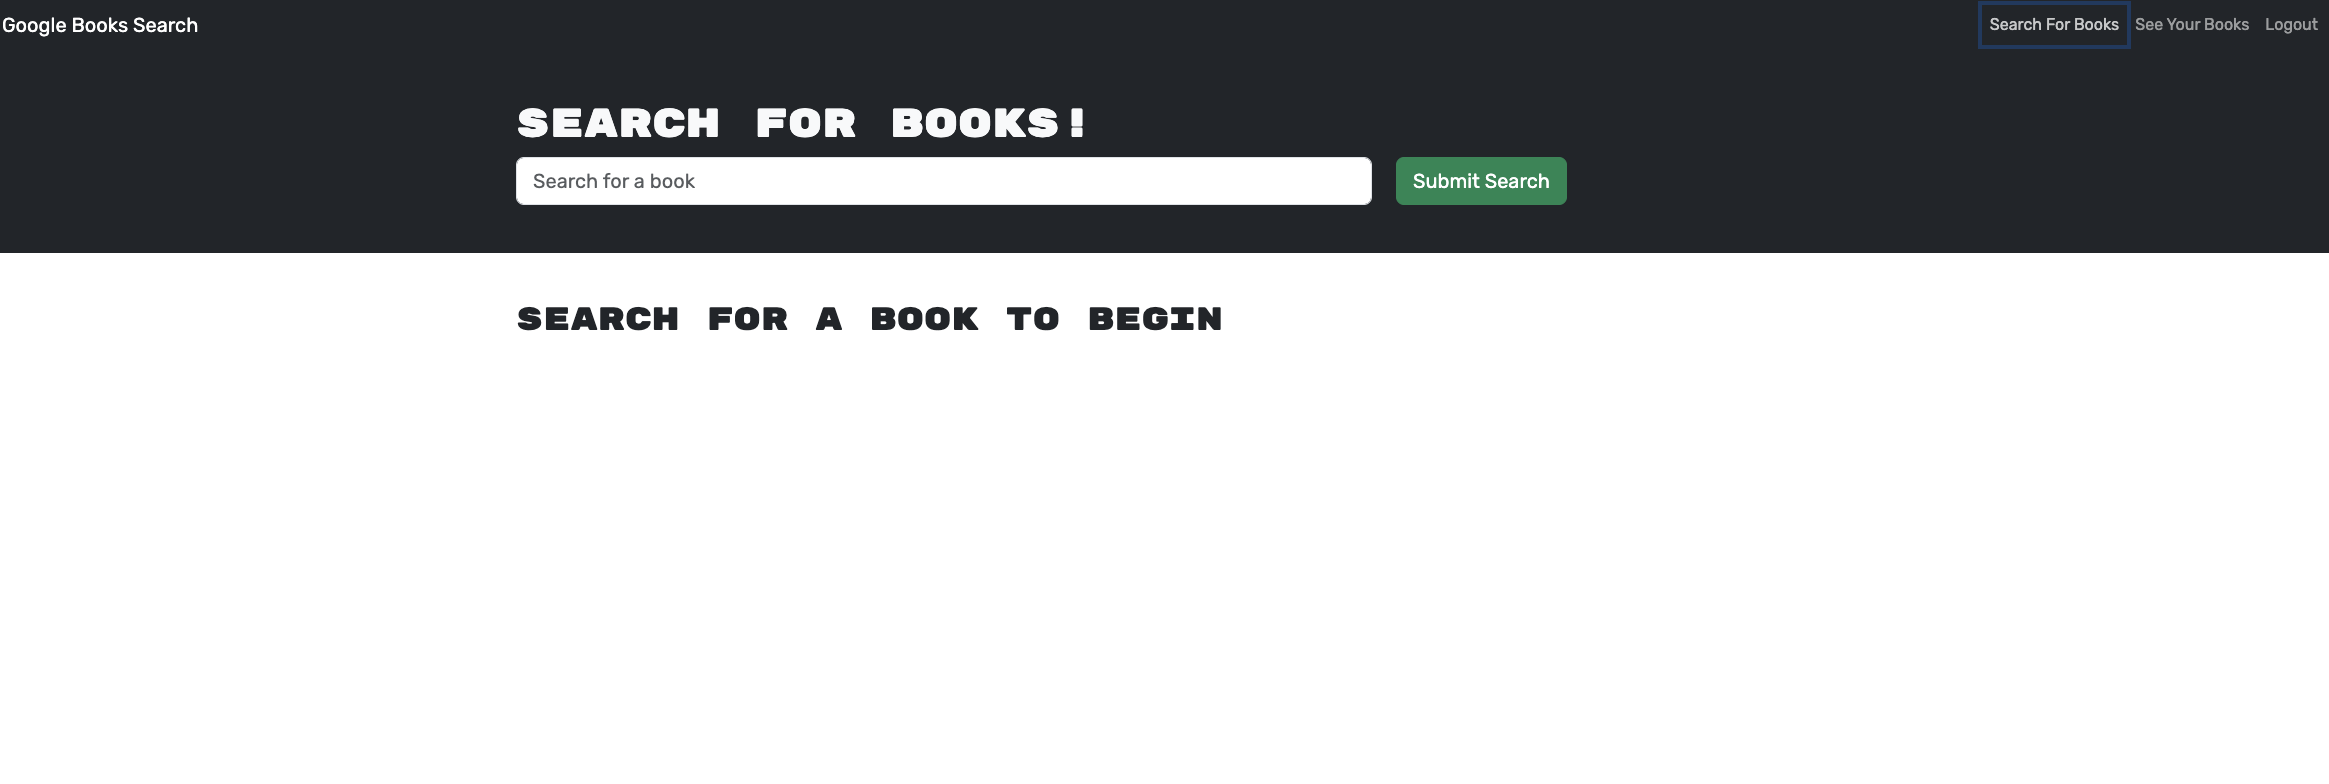 Google Books Search
Search For Books
See Your Books
Logout
SEARCH FOR BOOKS!
Search for a book
Submit Search
SEARCH FOR A BOOK TO BEGIN